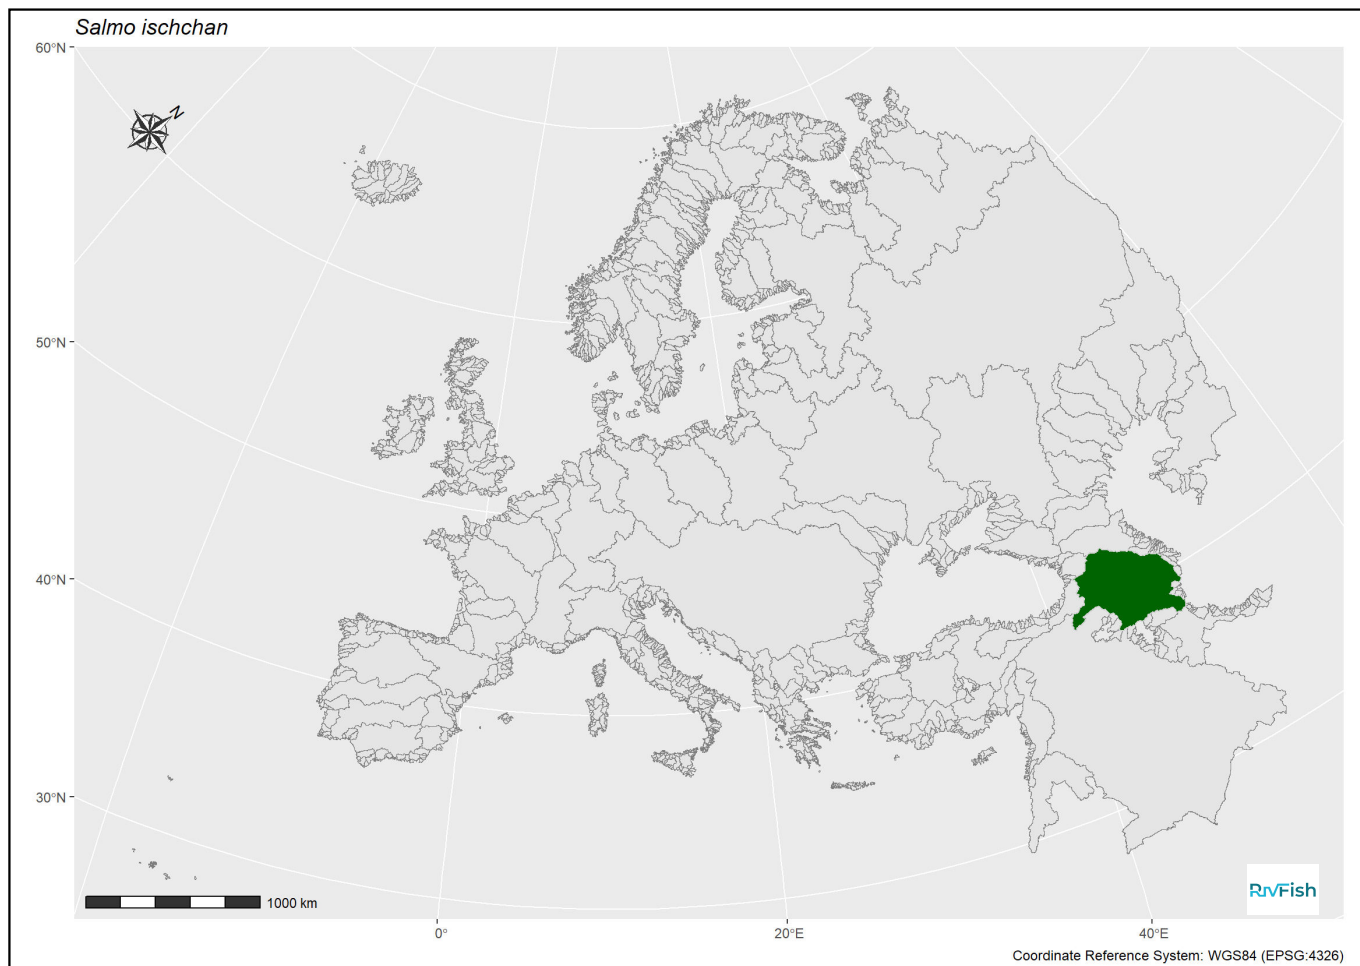 Salmo ischchan
60°N
N
50°N
40°N
30°N
1000 km
RivFish
0°
20°E
40°E
Coordinate Reference System: WGS84 (EPSG:4326)